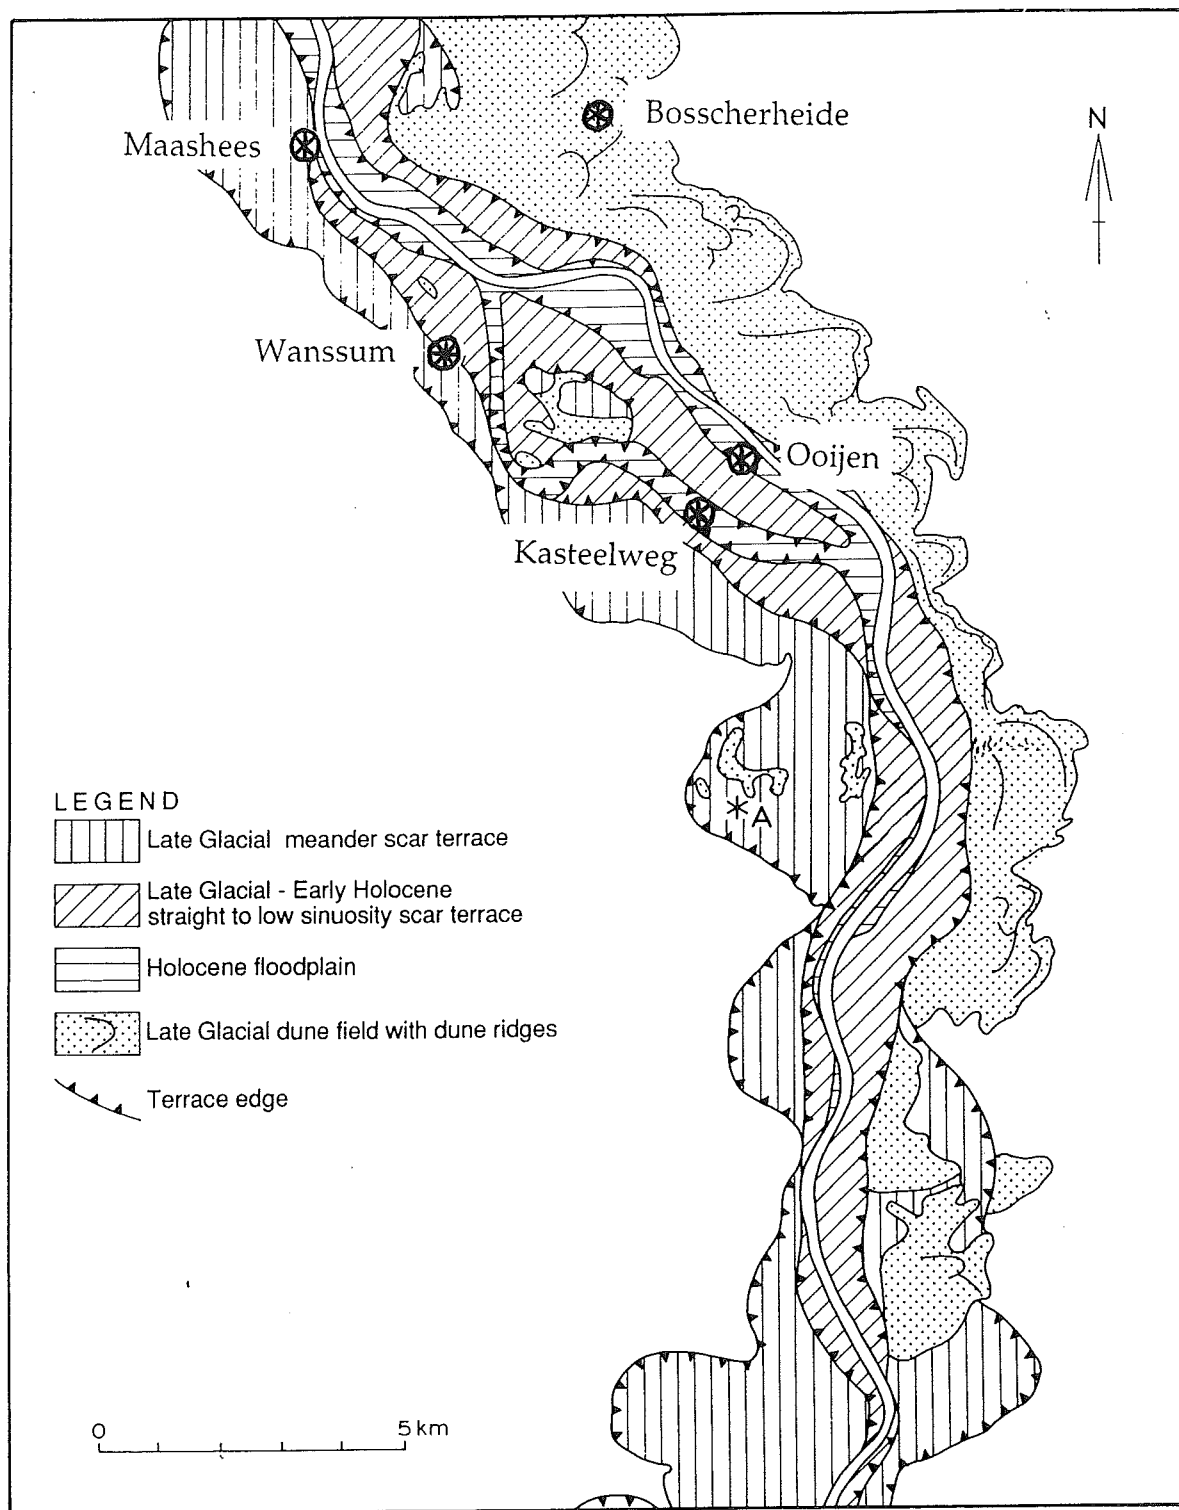 Bosscherheide
N
Maashees
Wanssum
Ooijen
Kasteelweg
A
LEGEND
Late Glacial meander scar terrace
Late Glacial - Early Holocene
straight to low sinuosity scar terrace
Holocene floodplain
Late Glacial dune field with dune ridges
Terrace edge
0 5 km